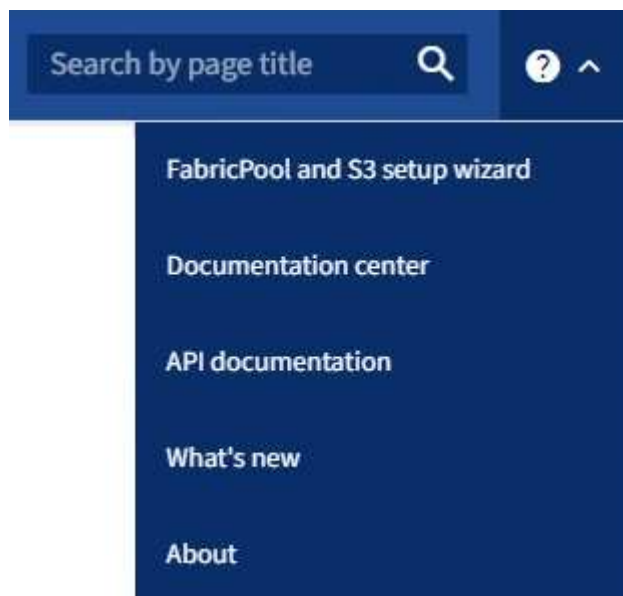 Search by page title
FabricPool and S3 setup wizard
Documentation center
API documentation
What's new
About